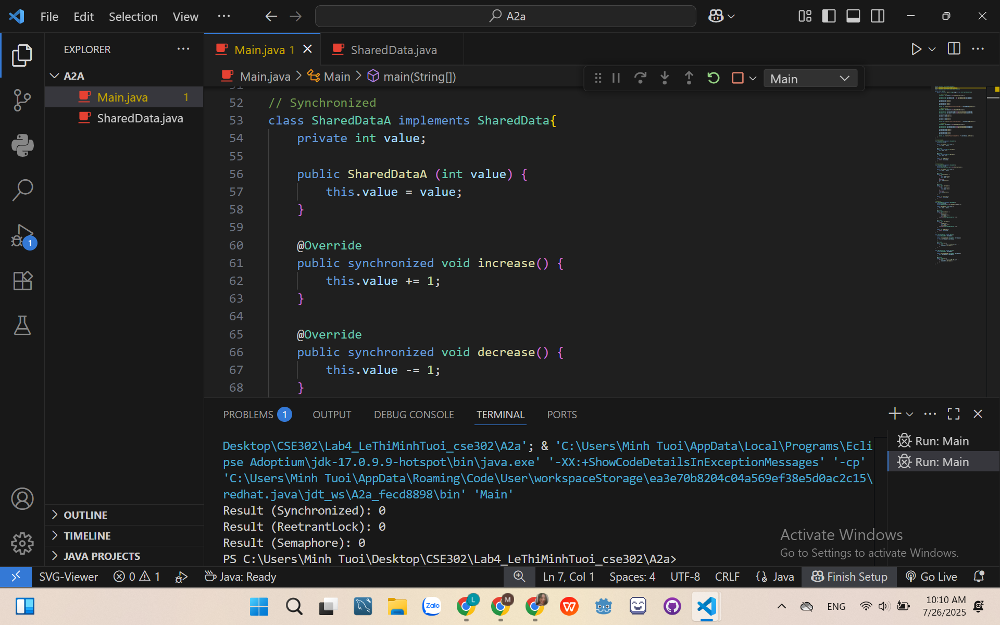 File Edit Selection View ··· A2a
EXPLORER ···
A2A
Main.java 1
SharedData.java
OUTLINE
TIMELINE
JAVA PROJECTS
Main.java 1 SharedData.java
Main.java > Main > main(String[])
Main
51
52 // Synchronized
53 class SharedDataA implements SharedData{
54 private int value;
55
56 public SharedDataA (int value) {
57 this.value = value;
58 }
59
60 @Override
61 public synchronized void increase() {
62 this.value += 1;
63 }
64
65 @Override
66 public synchronized void decrease() {
67 this.value -= 1;
68 }
PROBLEMS 1 OUTPUT DEBUG CONSOLE TERMINAL PORTS
Desktop\CSE302\Lab4_LeThiMinhTuoi_cse302\A2a'; & 'C:\Users\Minh Tuoi\AppData\Local\Programs\Ecli
pse Adoptium\jdk-17.0.9.9-hotspot\bin\java.exe' '-XX:+ShowCodeDetailsInExceptionMessages' '-cp'
'C:\Users\Minh Tuoi\AppData\Roaming\Code\User\workspaceStorage\ea3e70b8204c04a569ef38e5d0ac2c15\
redhat.java\jdt_ws\A2a_fecd8898\bin' 'Main'
Result (Synchronized): 0
Result (ReetrantLock): 0
Result (Semaphore): 0
PS C:\Users\Minh Tuoi\Desktop\CSE302\Lab4_LeThiMinhTuoi_cse302\A2a>
Run: Main
Run: Main
Activate Windows
Go to Settings to activate Windows.
1
SVG-Viewer 0 1 Java: Ready Ln 7, Col 1 Spaces: 4 UTF-8 CRLF {} Java Finish Setup Go Live
Zalo L M W ENG 10:10 AM
7/26/2025